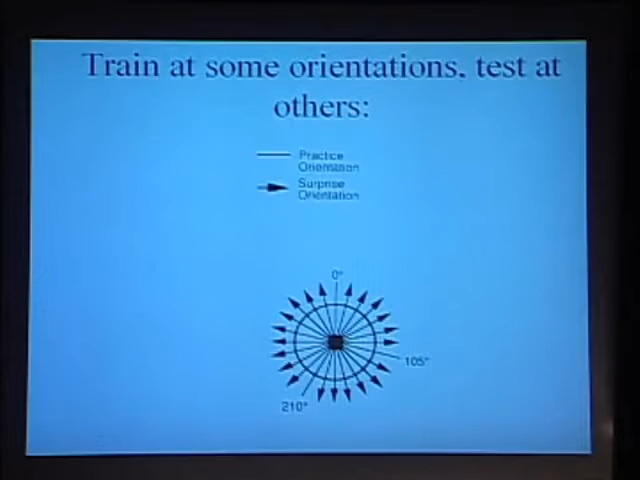 Train at some orientations, test at
others:
Practice
Orientation
Surprise
Orientation
0°
105°
210°